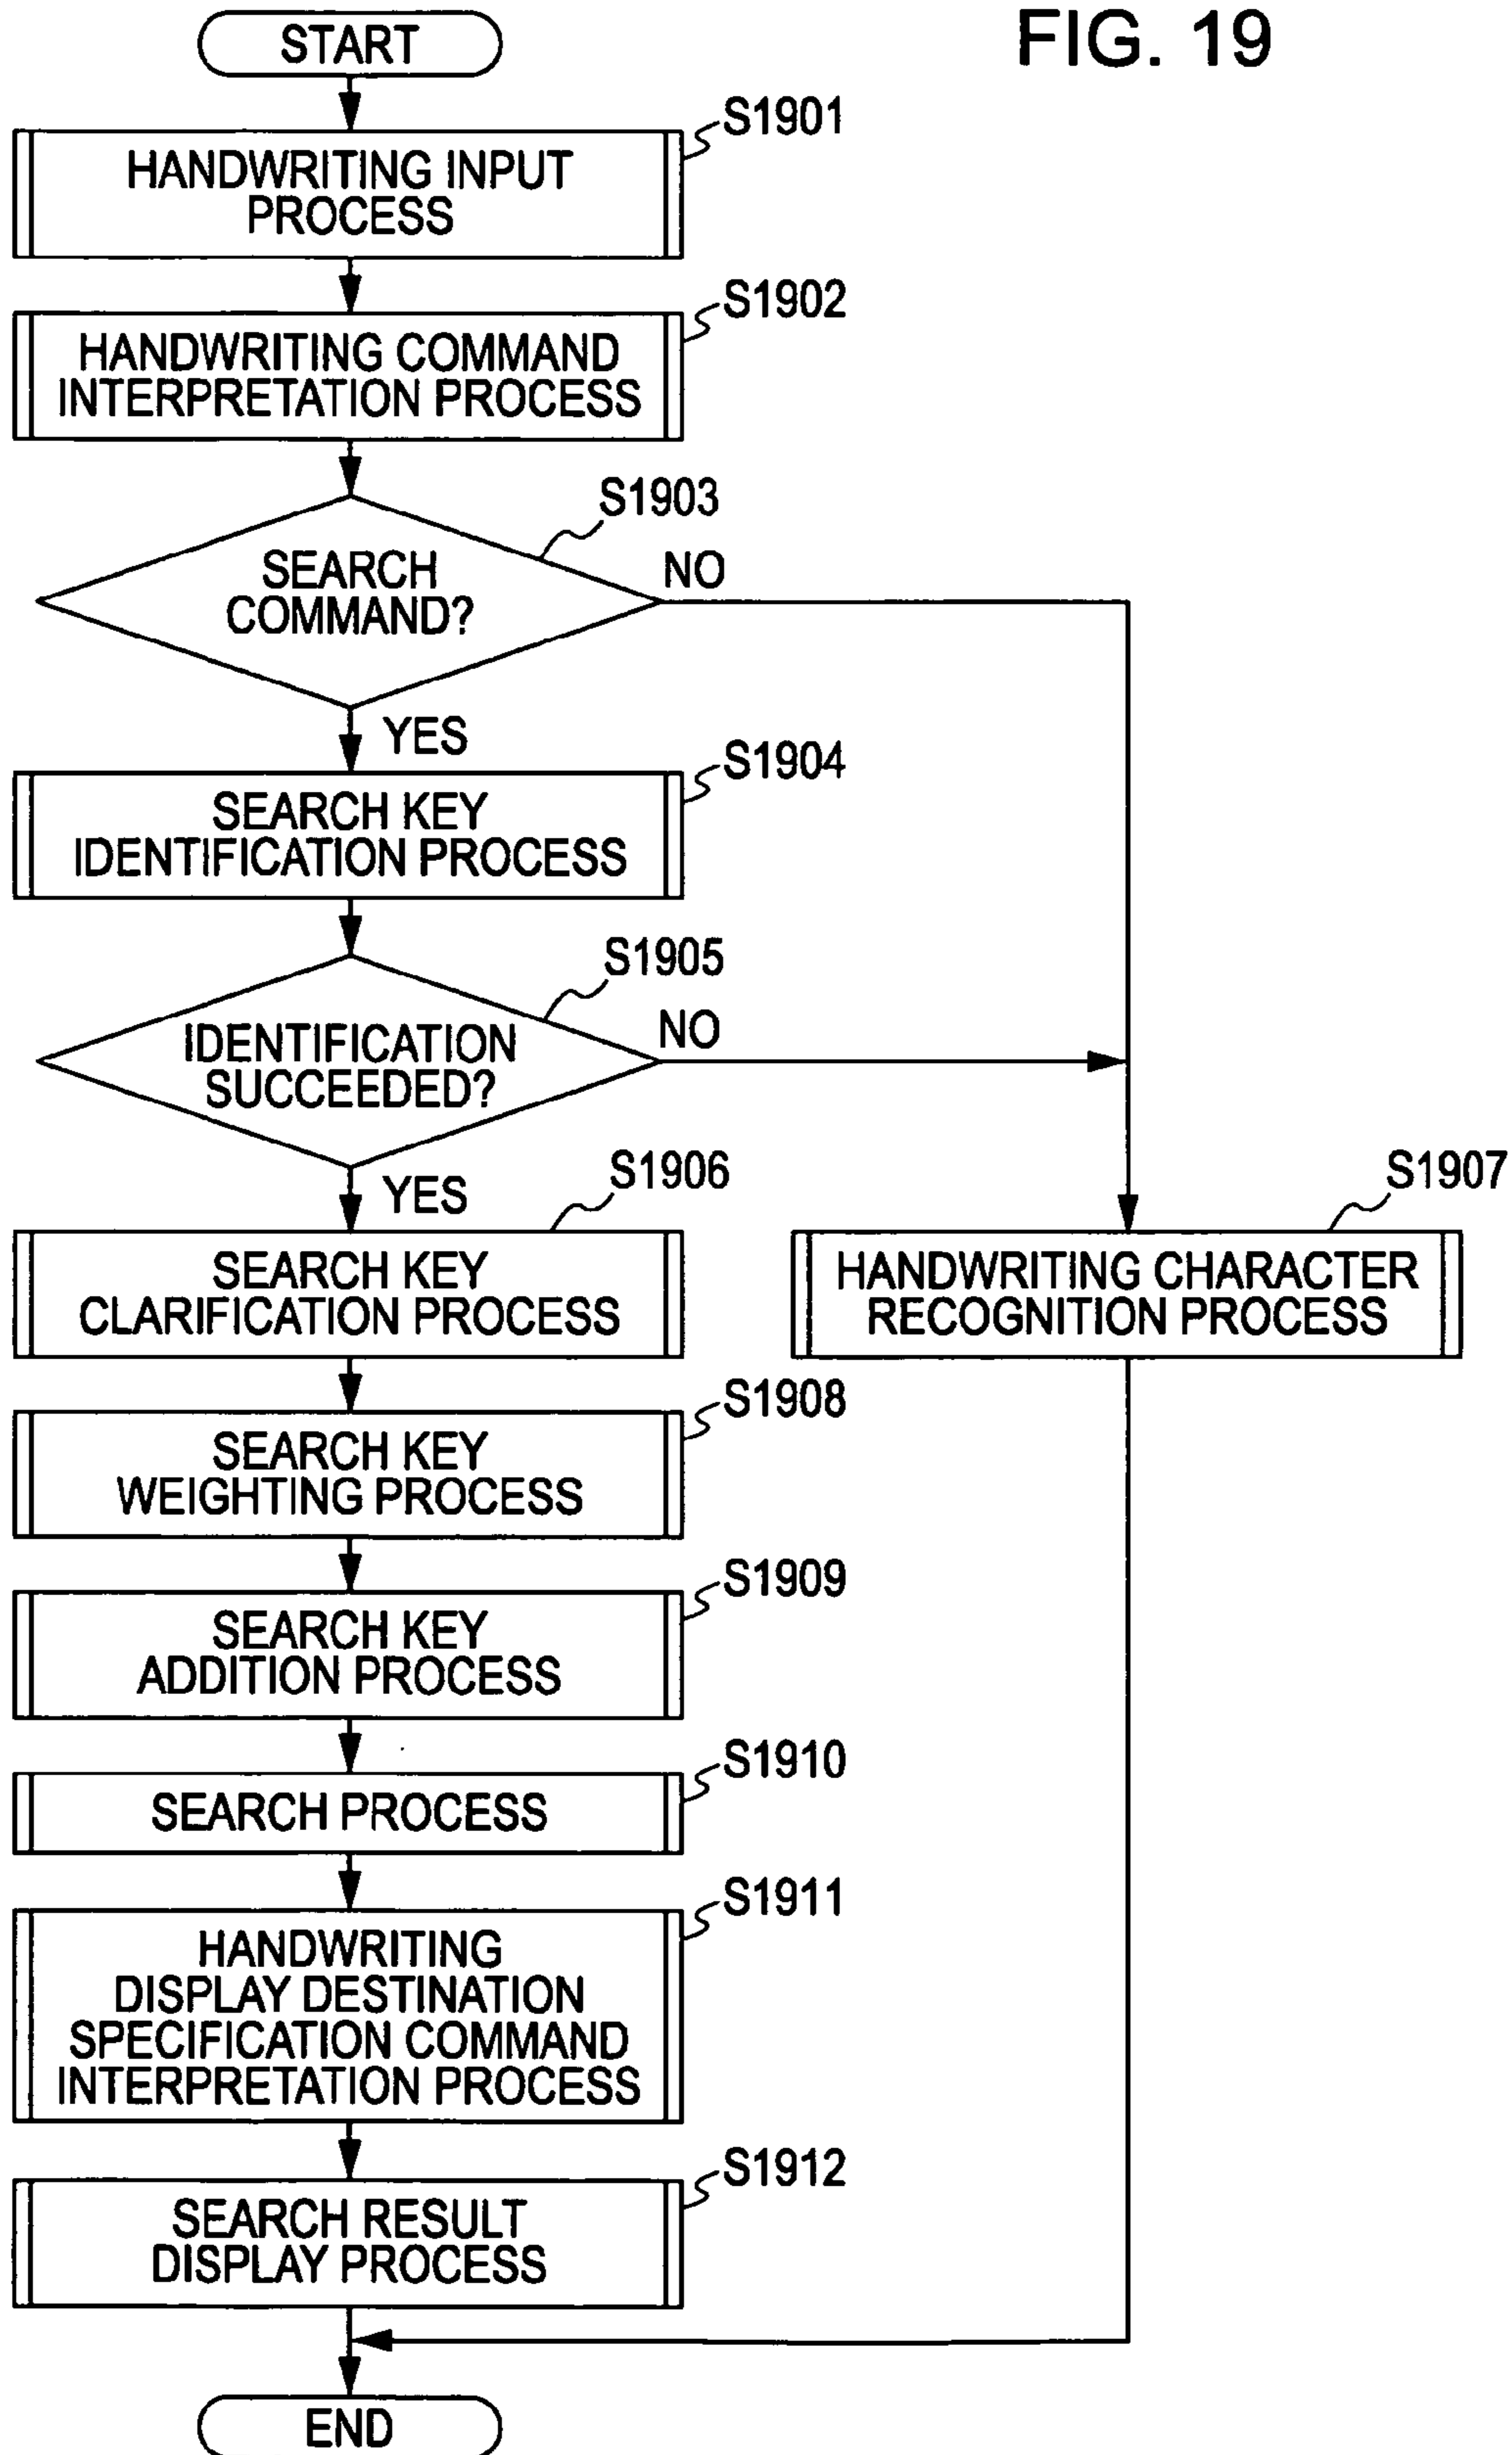 FIG. 19
START
S1901
HANDWRITING INPUT
PROCESS
S1902
HANDWRITING COMMAND
INTERPRETATION PROCESS
S1903
SEARCH
COMMAND?
NO
YES
S1904
SEARCH KEY
IDENTIFICATION PROCESS
S1905
IDENTIFICATION
SUCCEEDED?
NO
YES
S1906
SEARCH KEY
CLARIFICATION PROCESS
S1907
HANDWRITING CHARACTER
RECOGNITION PROCESS
S1908
SEARCH KEY
WEIGHTING PROCESS
S1909
SEARCH KEY
ADDITION PROCESS
S1910
SEARCH PROCESS
S1911
HANDWRITING
DISPLAY DESTINATION
SPECIFICATION COMMAND
INTERPRETATION PROCESS
S1912
SEARCH RESULT
DISPLAY PROCESS
END